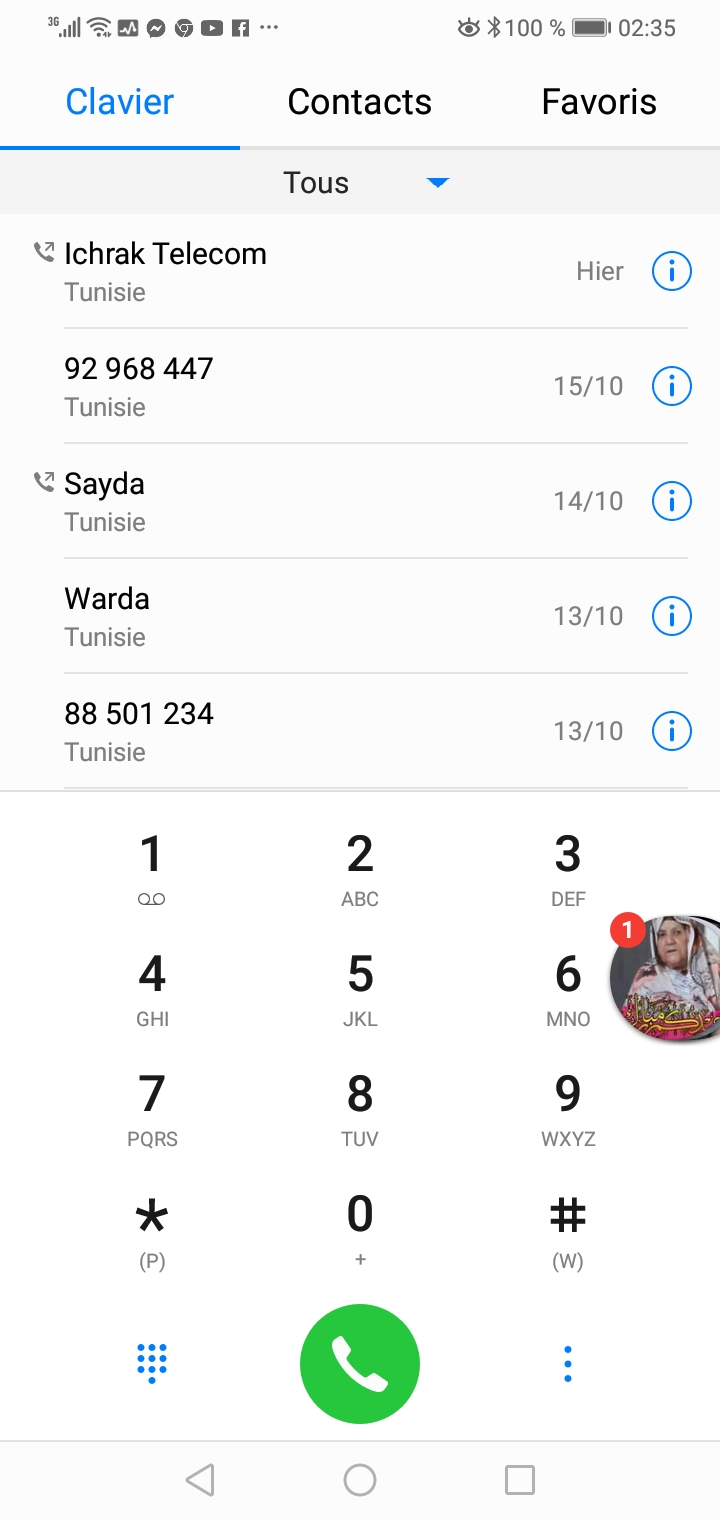 3G 100 % 02:35
Clavier Contacts Favoris
Tous
Ichrak Telecom
Tunisie
Hier
92 968 447
Tunisie
15/10
Sayda
Tunisie
14/10
Warda
Tunisie
13/10
88 501 234
Tunisie
13/10
1 2 3
ABC DEF
1
4 5 6
GHI JKL MNO
7 8 9
PQRS TUV WXYZ
* 0 #
(P) + (W)